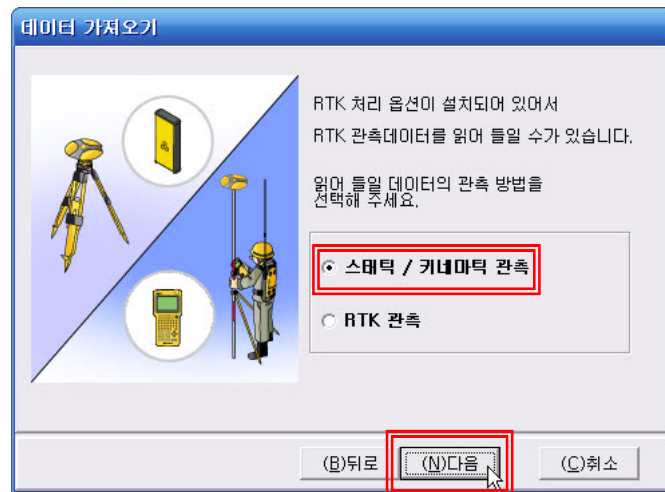 데이터 가져오기
RTK 처리 옵션이 설치되어 있어서
RTK 관측데이터를 읽어 들일 수가 있습니다.
읽어 들일 데이터의 관측 방법을
선택해 주세요.
스태틱 / 키네마틱 관측
RTK 관측
(B)뒤로
(N)다음
(C)취소